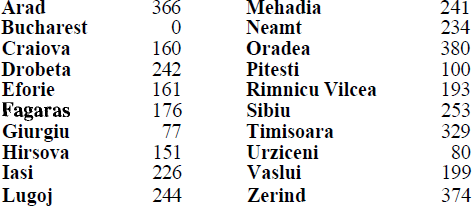 Arad 366 Mehadia 241
Bucharest 0 Neamt 234
Craiova 160 Oradea 380
Drobeta 242 Pitesti 100
Eforie 161 Rimnicu Vilcea 193
Fagaras 176 Sibiu 253
Giurgiu 77 Timisoara 329
Hirsova 151 Urziceni 80
Iasi 226 Vaslui 199
Lugoj 244 Zerind 374